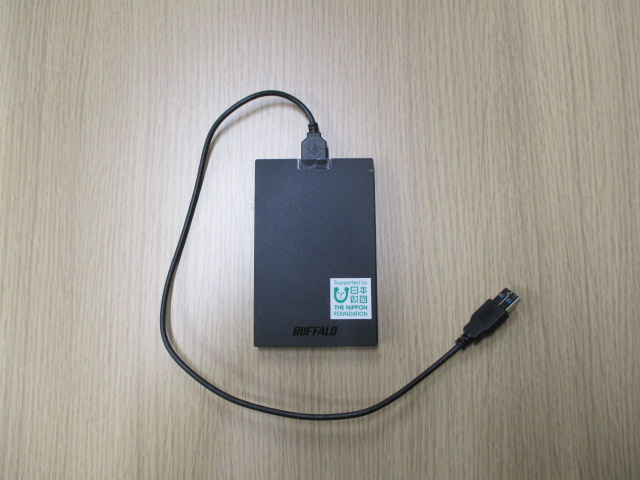 Supported by
日本
財団
THE NIPPON
FOUNDATION
BUFFALO